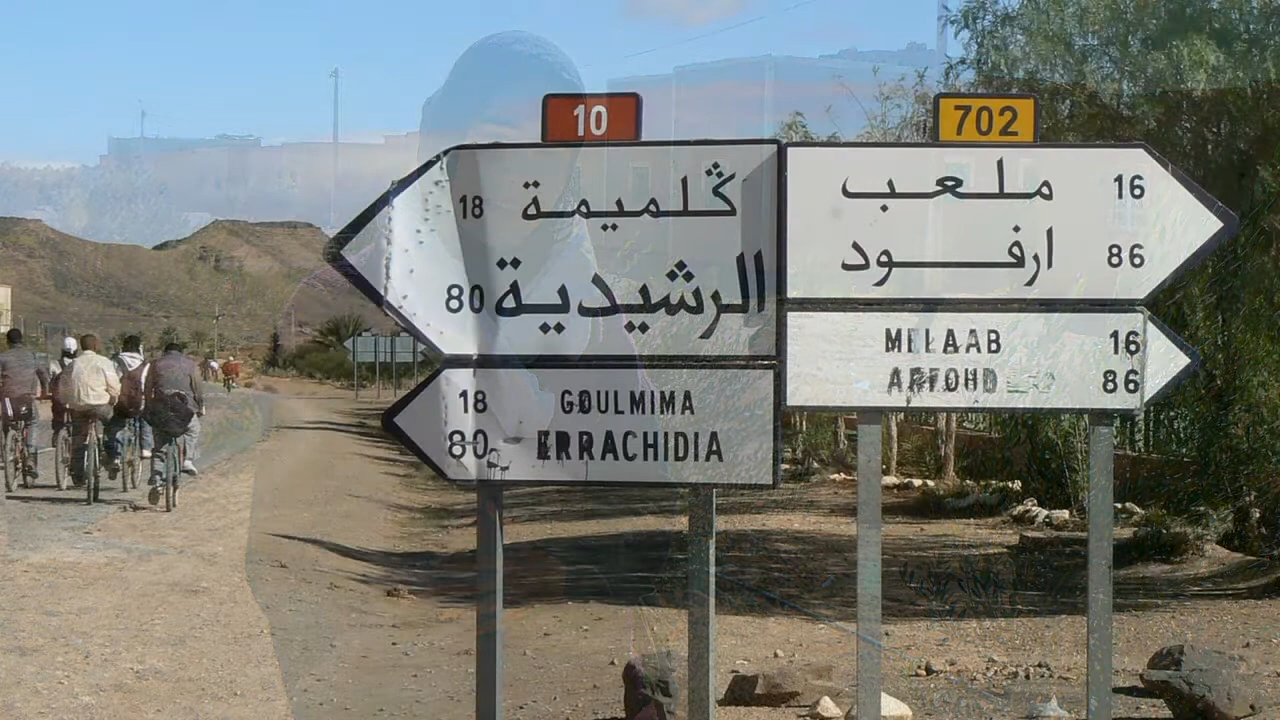 10
18 ڭلميمة
80 الرشيدية
18 GOULMIMA
80 ERRACHIDIA
702
ملعب 16
ارفود 86
MELAAB 16
ARFOUD 86